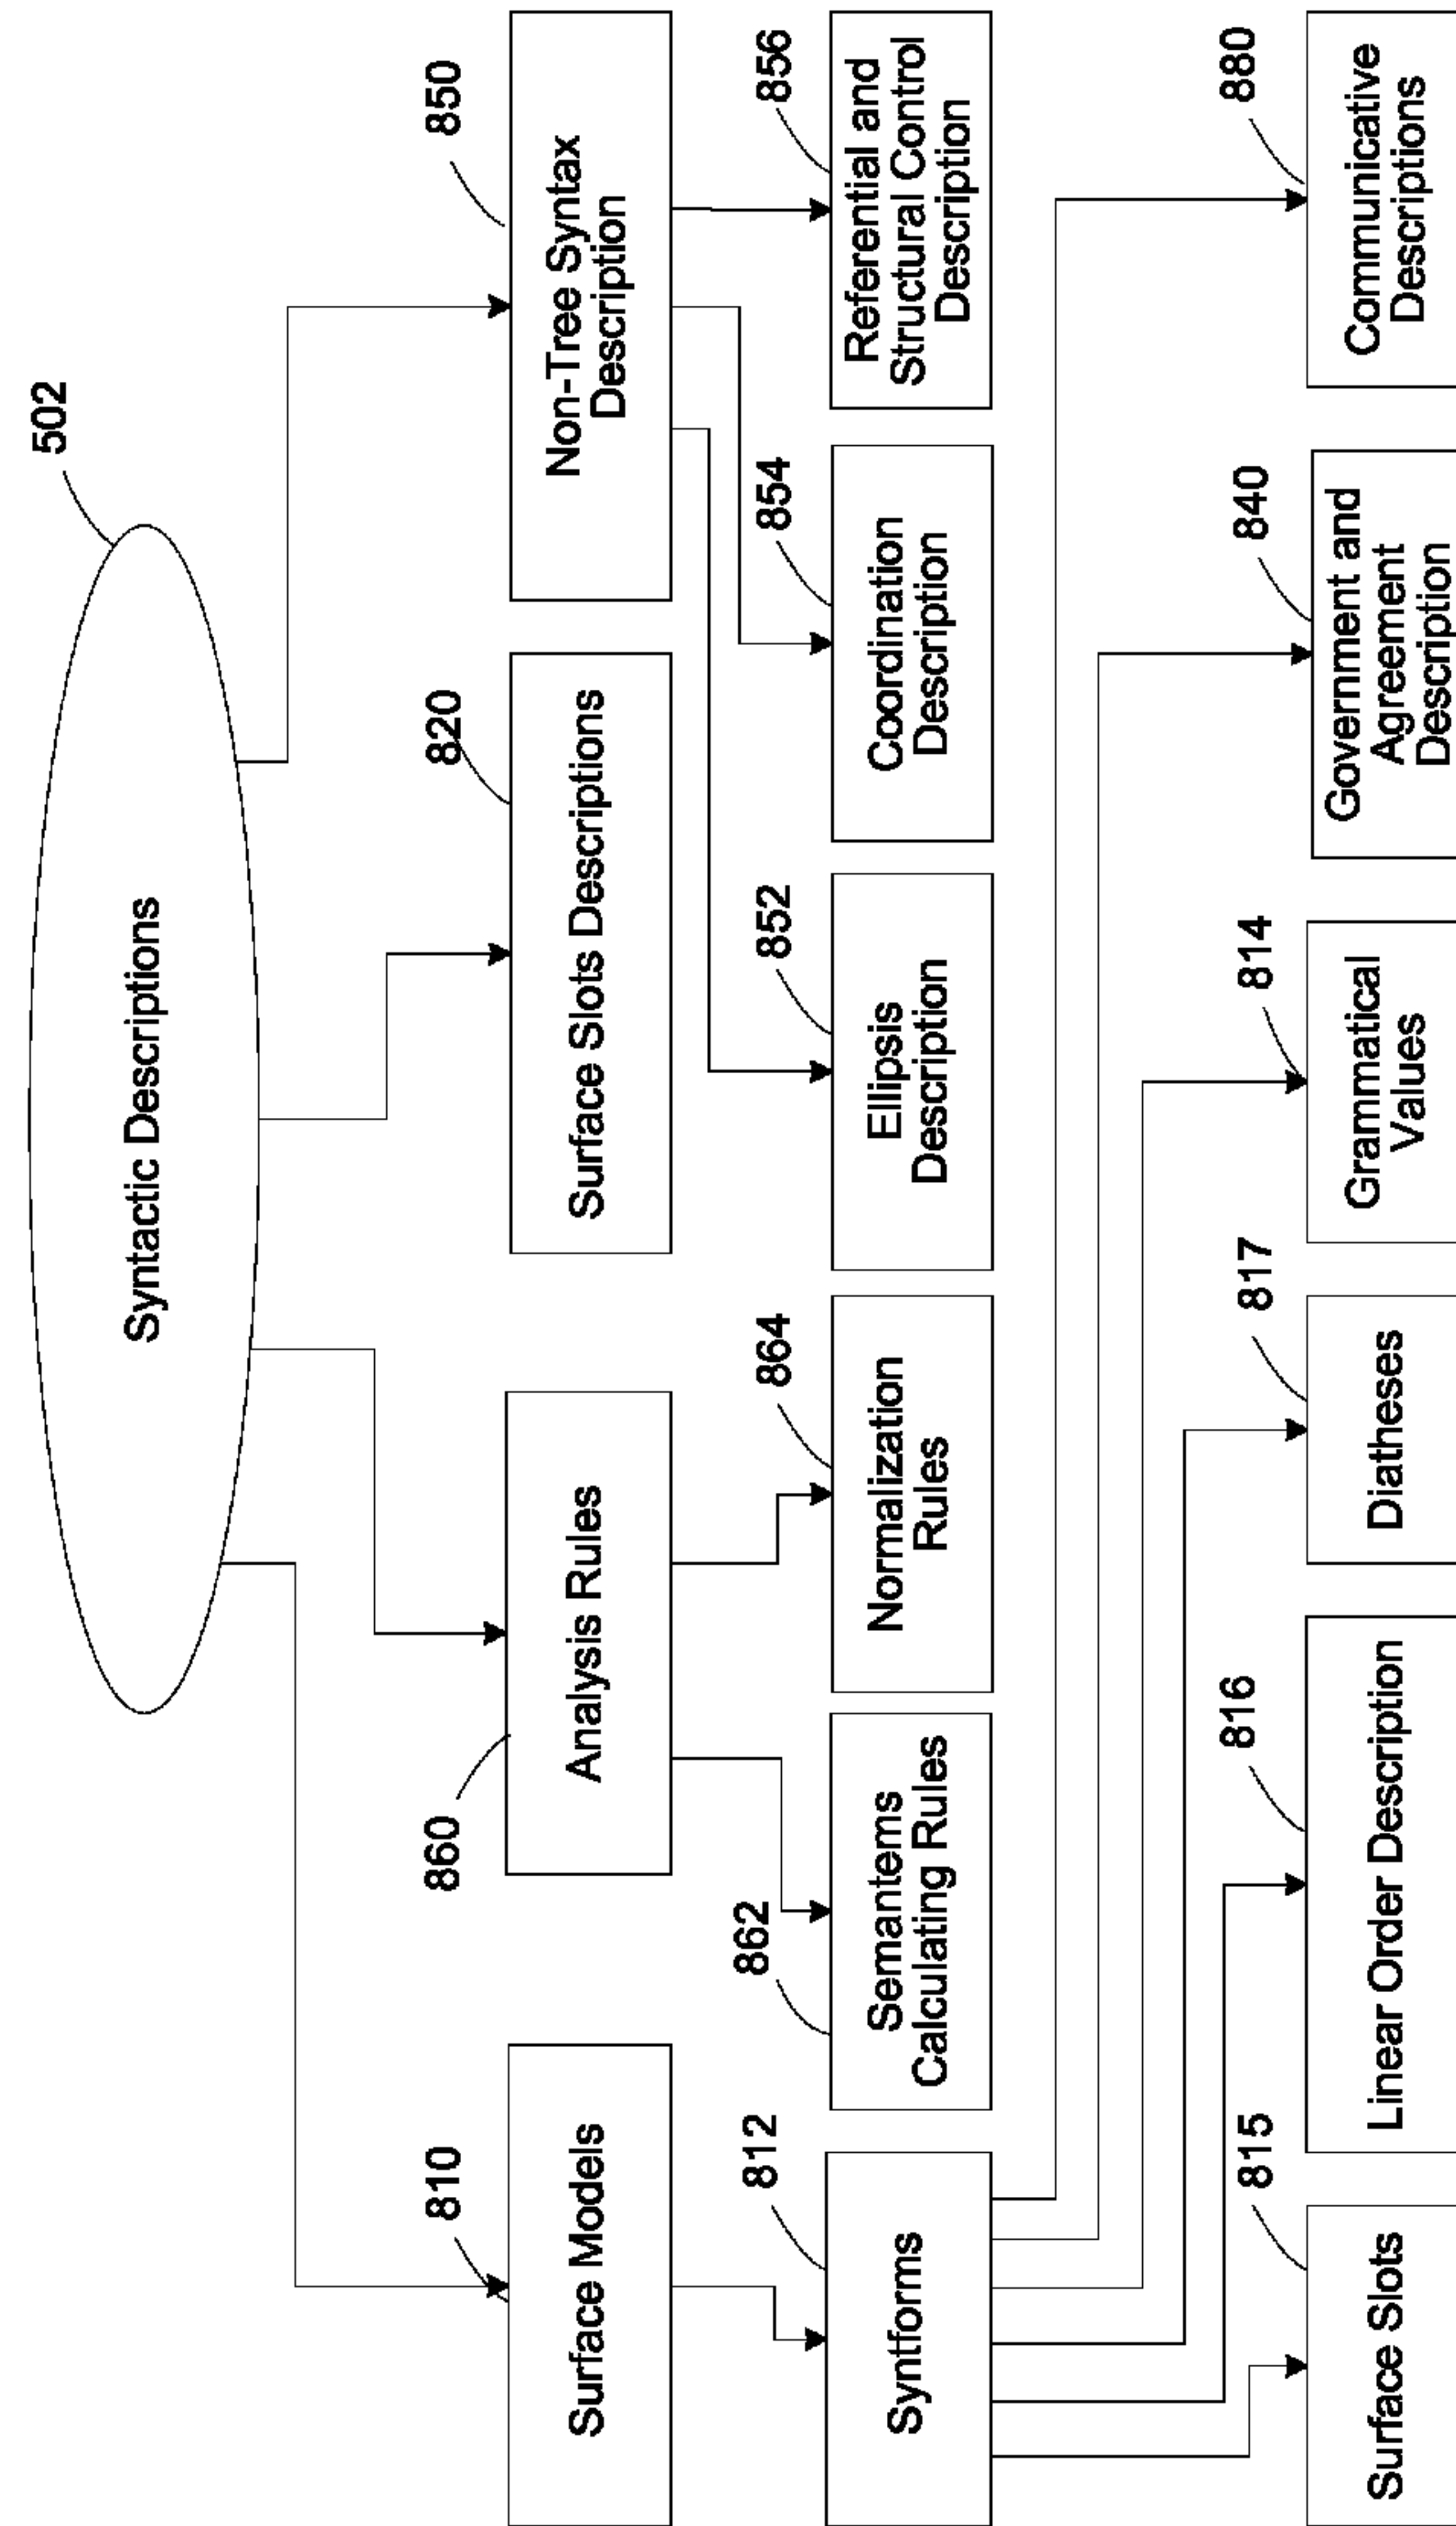 502
Syntactic Descriptions
810
Surface Models
860
Analysis Rules
820
Surface Slots Descriptions
850
Non-Tree Syntax
Description
812
Syntforms
862
Semantems
Calculating Rules
864
Normalization
Rules
852
Ellipsis
Description
854
Coordination
Description
856
Referential and
Structural Control
Description
815
Surface Slots
816
Linear Order Description
817
Diatheses
814
Grammatical
Values
840
Government and
Agreement
Description
880
Communicative
Descriptions